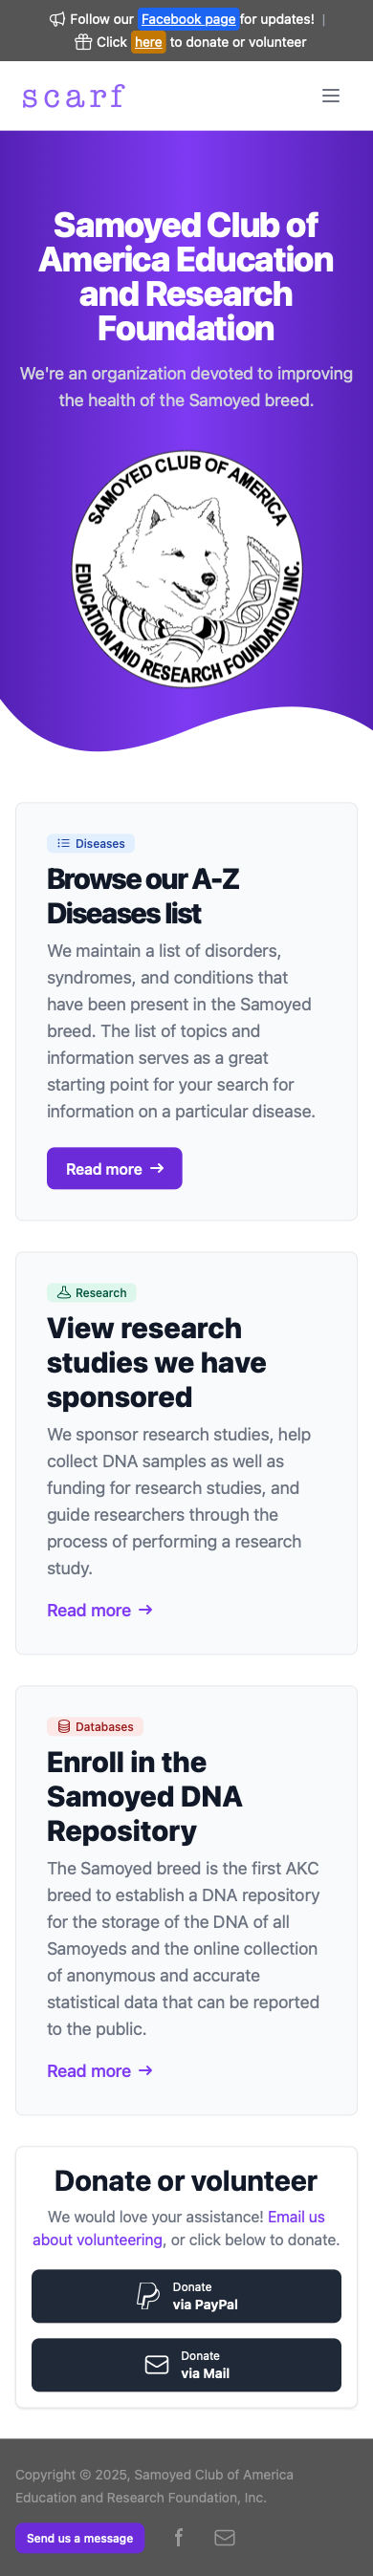 Follow our Facebook page for updates! |
Click here to donate or volunteer
scarf
Samoyed Club of
America Education
and Research
Foundation
We're an organization devoted to improving
the health of the Samoyed breed.
SAMOYED CLUB OF AMERICA
EDUCATION AND RESEARCH FOUNDATION, INC.
Diseases
Browse our A-Z
Diseases list
We maintain a list of disorders,
syndromes, and conditions that
have been present in the Samoyed
breed. The list of topics and
information serves as a great
starting point for your search for
information on a particular disease.
Read more
Research
View research
studies we have
sponsored
We sponsor research studies, help
collect DNA samples as well as
funding for research studies, and
guide researchers through the
process of performing a research
study.
Read more
Databases
Enroll in the
Samoyed DNA
Repository
The Samoyed breed is the first AKC
breed to establish a DNA repository
for the storage of the DNA of all
Samoyeds and the online collection
of anonymous and accurate
statistical data that can be reported
to the public.
Read more
Donate or volunteer
We would love your assistance! Email us
about volunteering, or click below to donate.
Donate
via PayPal
Donate
via Mail
Copyright © 2025, Samoyed Club of America
Education and Research Foundation, Inc.
Send us a message